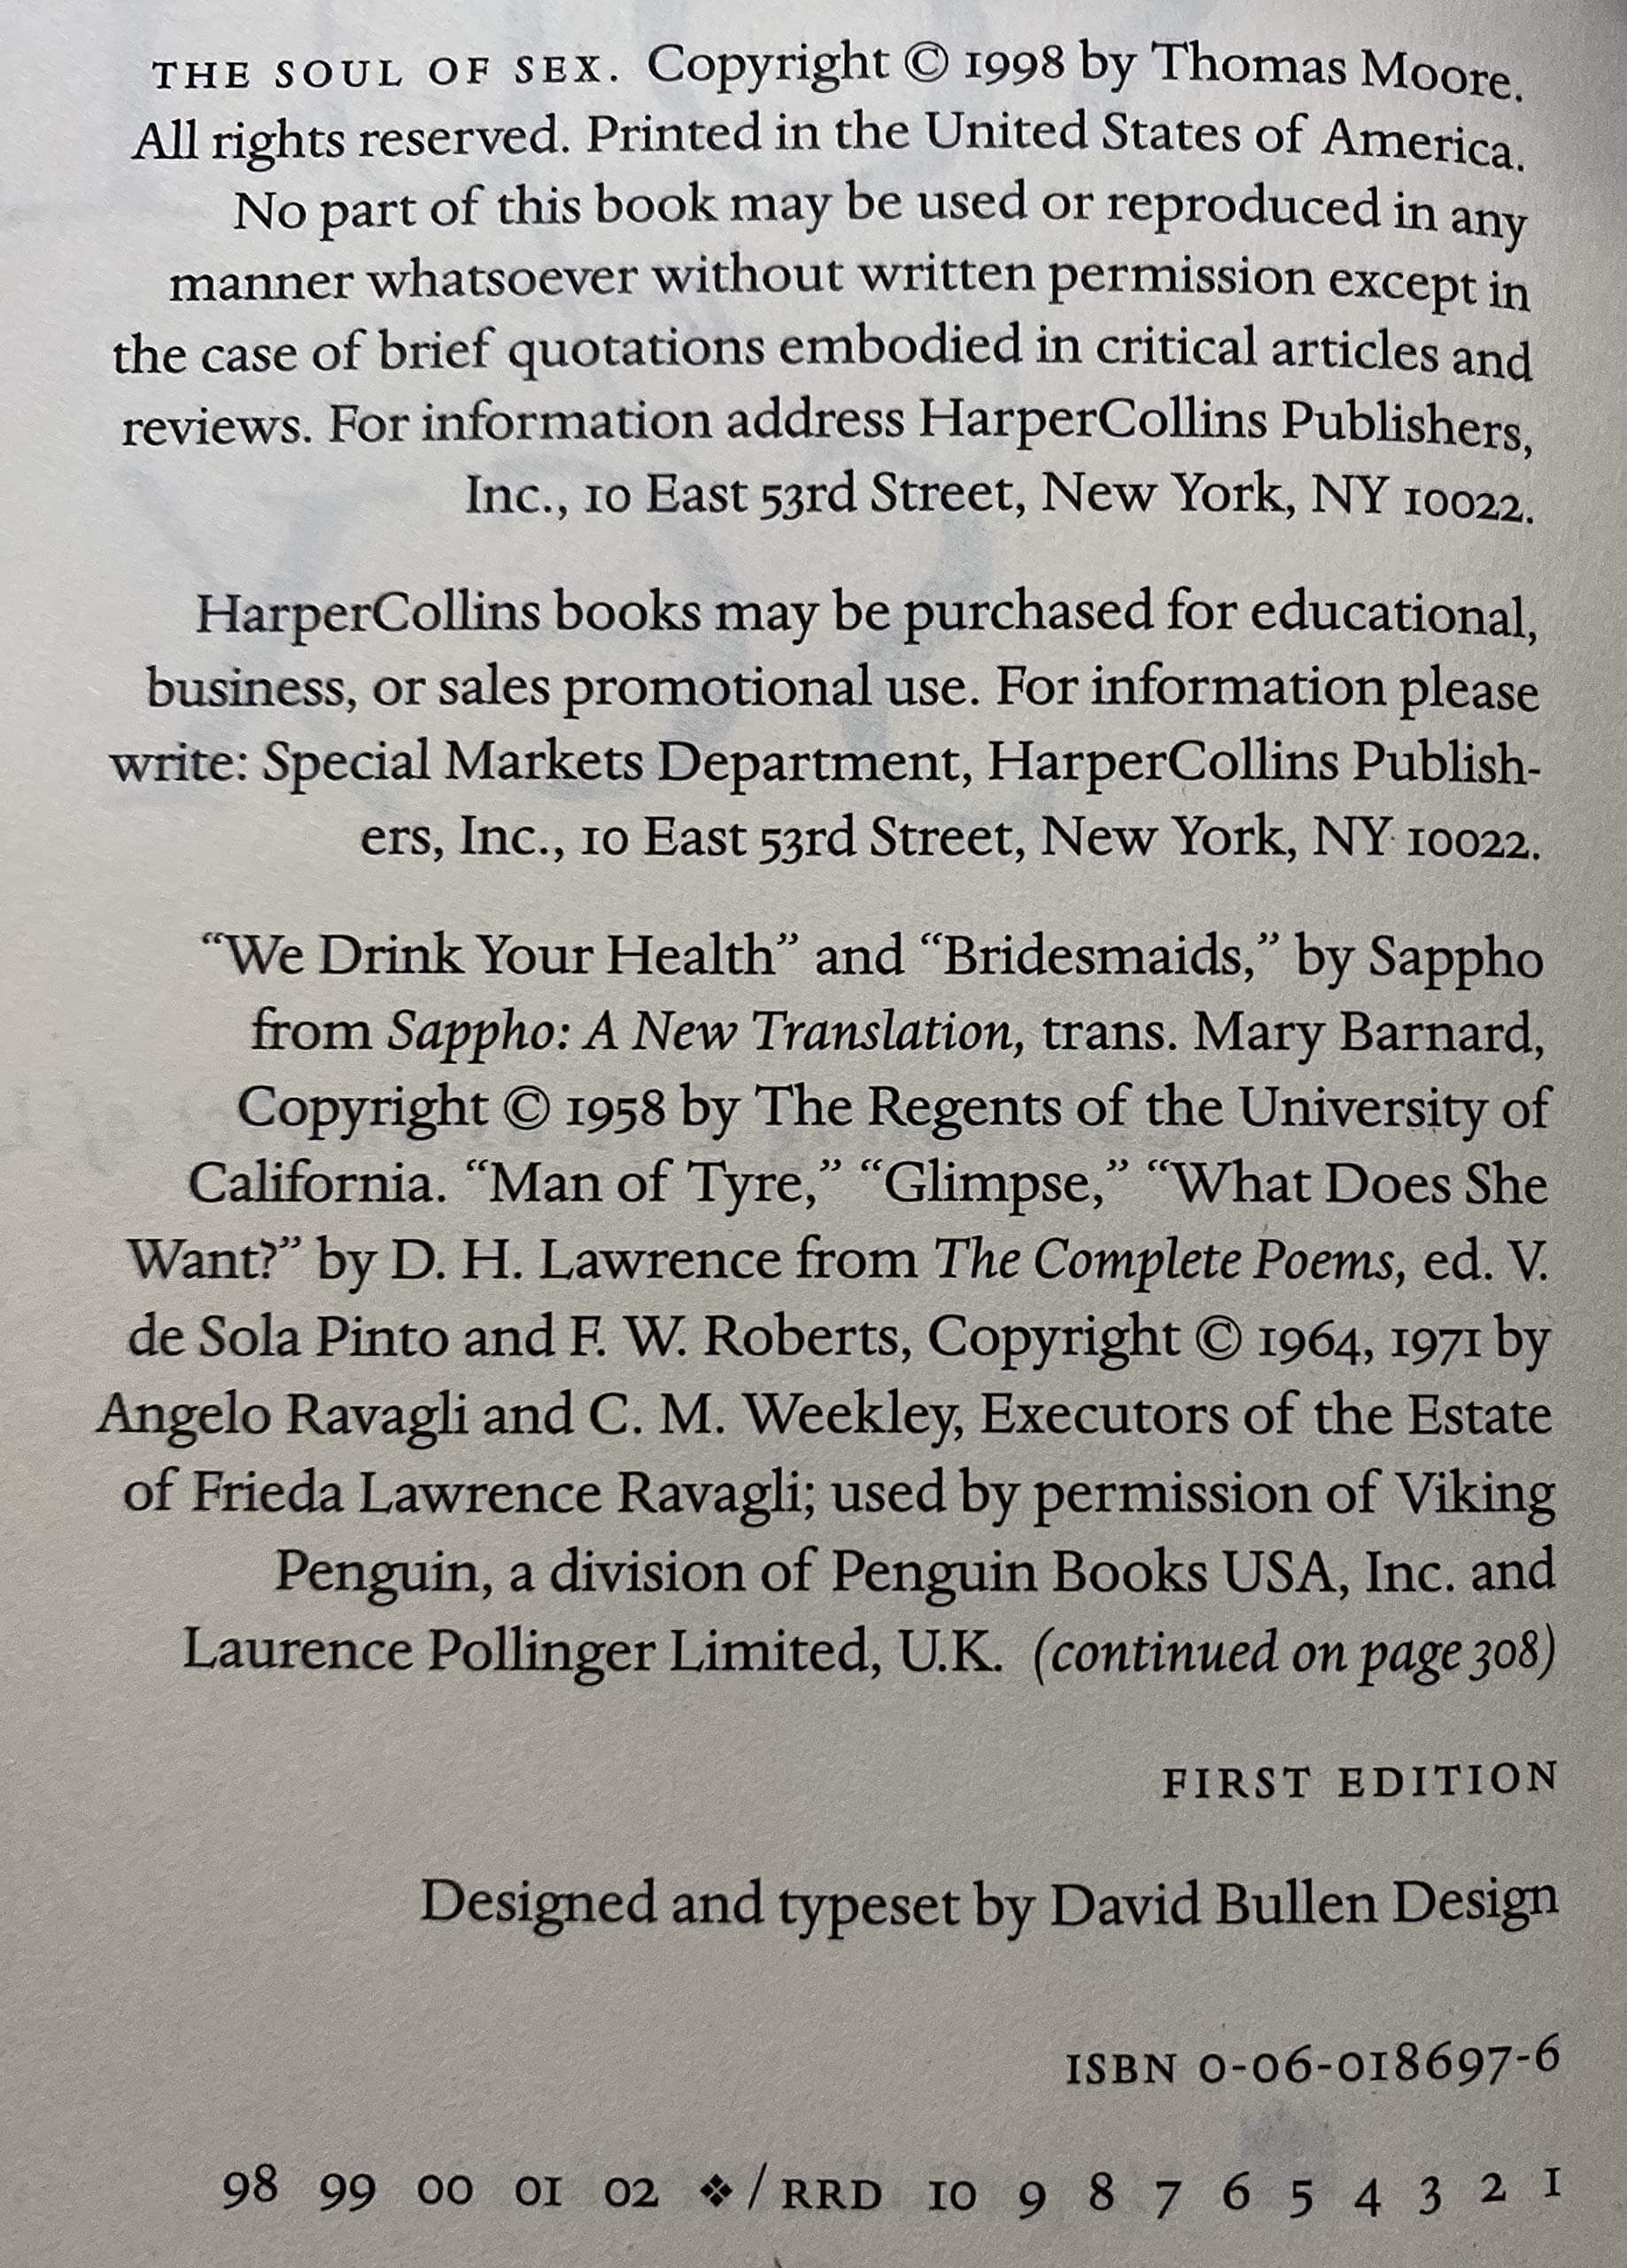 THE SOUL OF SEX. Copyright © 1998 by Thomas Moore.
All rights reserved. Printed in the United States of America.
No part of this book may be used or reproduced in any
manner whatsoever without written permission except in
the case of brief quotations embodied in critical articles and
reviews. For information address HarperCollins Publishers,
Inc., 10 East 53rd Street, New York, NY 10022.
HarperCollins books may be purchased for educational,
business, or sales promotional use. For information please
write: Special Markets Department, HarperCollins Publish-
ers, Inc., 10 East 53rd Street, New York, NY 10022.
“We Drink Your Health” and “Bridesmaids,” by Sappho
from Sappho: A New Translation, trans. Mary Barnard,
Copyright © 1958 by The Regents of the University of
California. “Man of Tyre,” “Glimpse,” “What Does She
Want?” by D. H. Lawrence from The Complete Poems, ed. V.
de Sola Pinto and F. W. Roberts, Copyright © 1964, 1971 by
Angelo Ravagli and C. M. Weekley, Executors of the Estate
of Frieda Lawrence Ravagli; used by permission of Viking
Penguin, a division of Penguin Books USA, Inc. and
Laurence Pollinger Limited, U.K. (continued on page 308)
FIRST EDITION
Designed and typeset by David Bullen Design
ISBN 0-06-018697-6
98 99 00 01 02 ❖/RRD 10 9 8 7 6 5 4 3 2 1